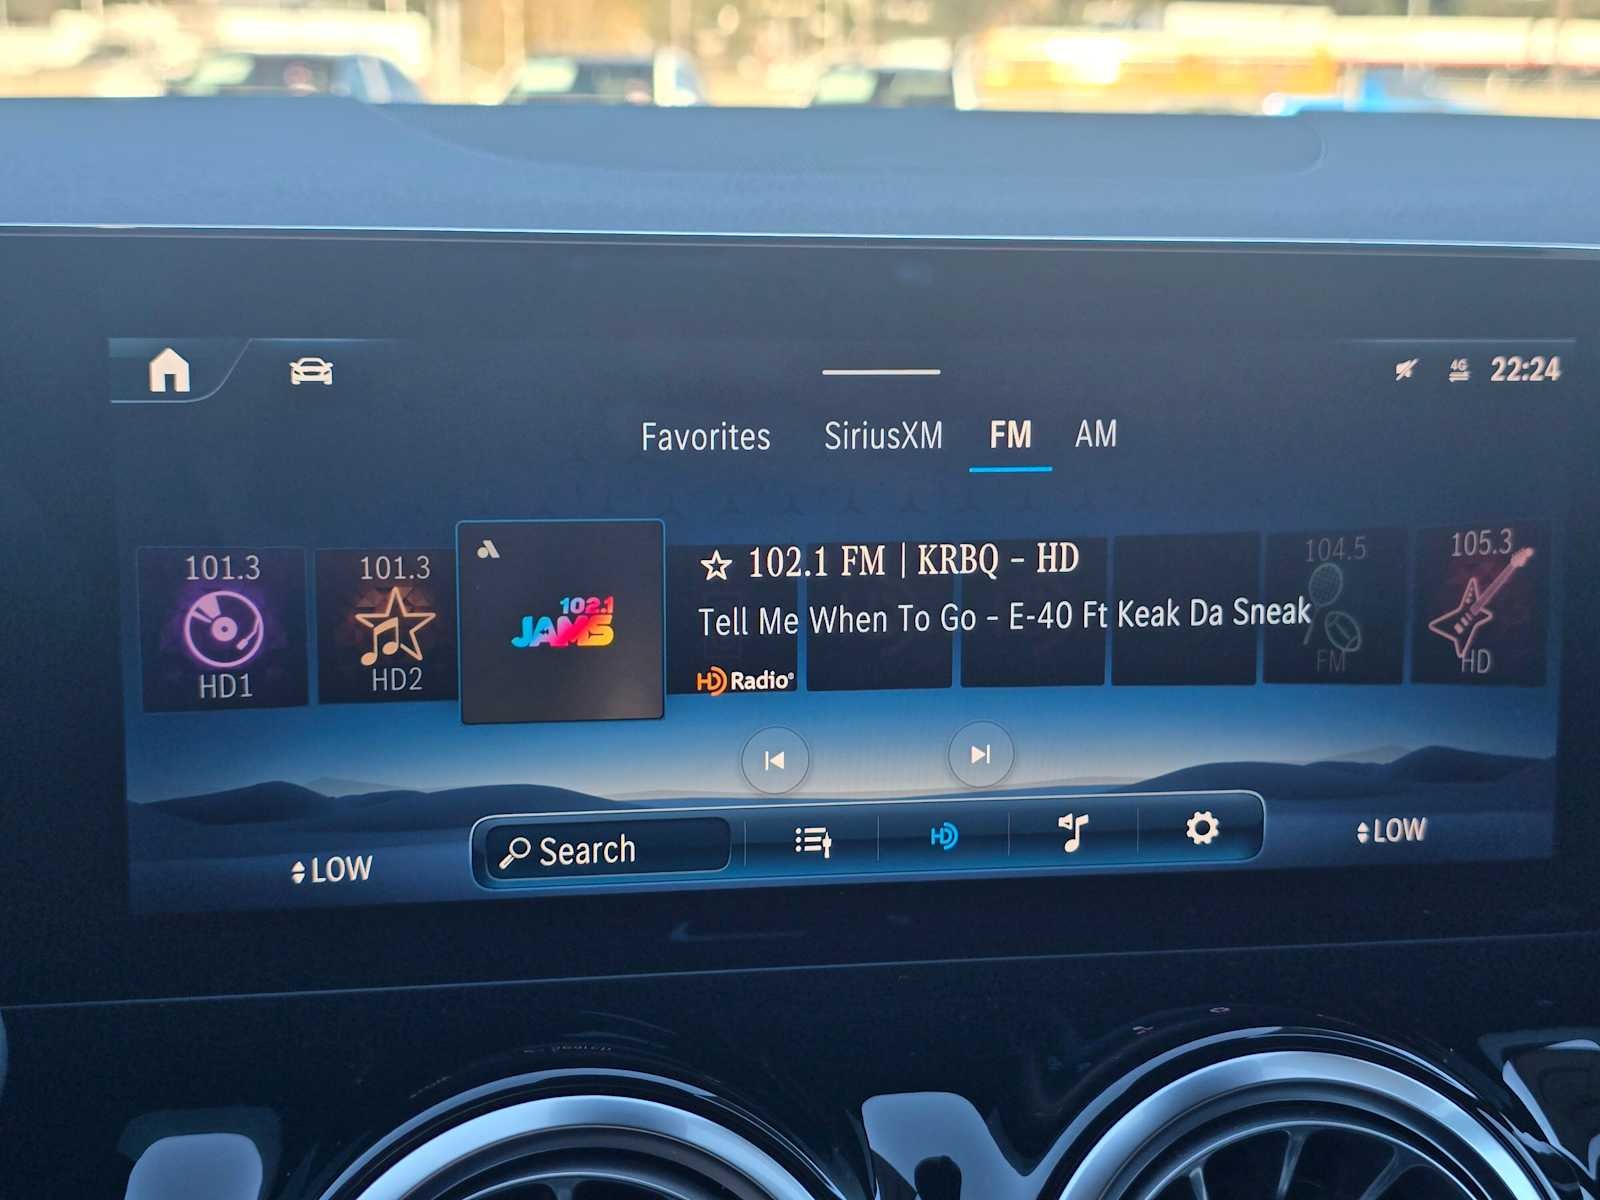 4G 22:24
Favorites SiriusXM FM AM
101.3
HD1
101.3
HD2
102.1
JAMS
102.1 FM | KRBQ - HD
Tell Me When To Go - E-40 Ft Keak Da Sneak
HD Radio®
104.5
FM
105.3
HD
LOW
Search
HD
LOW